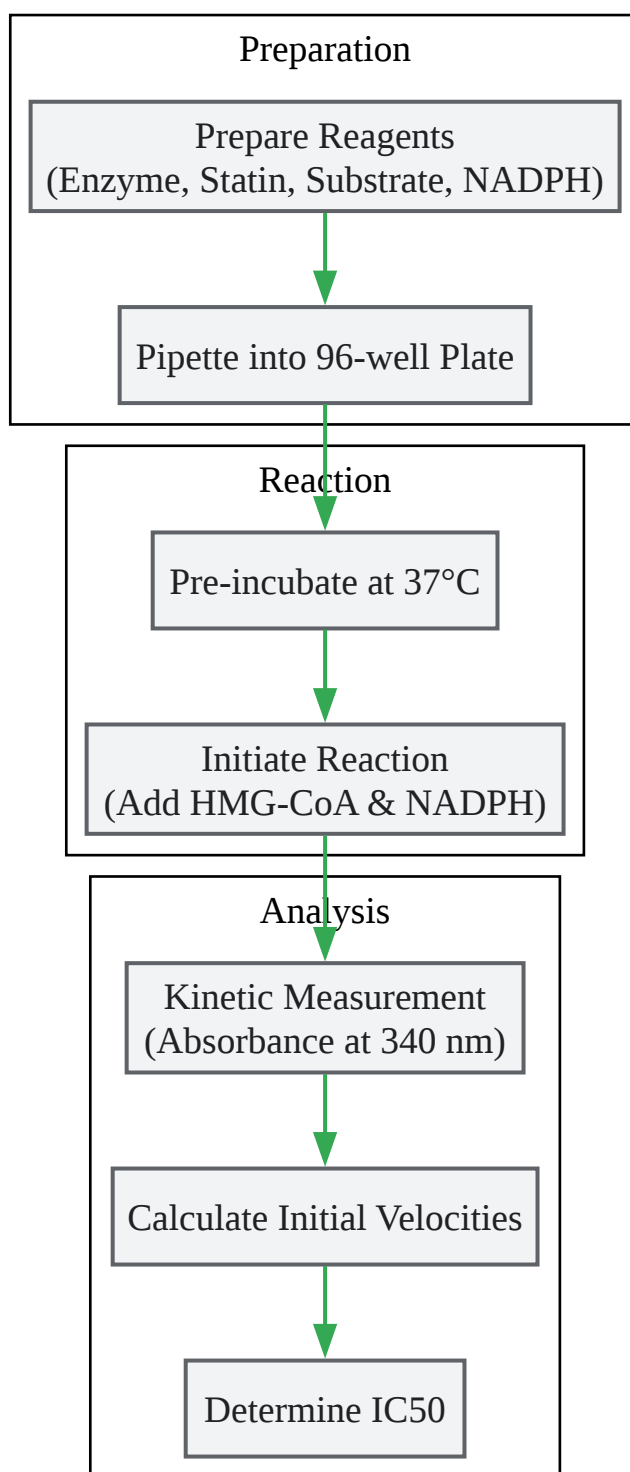 Preparation
Prepare Reagents
(Enzyme, Statin, Substrate, NADPH)
Pipette into 96-well Plate
Reaction
Pre-incubate at 37°C
Initiate Reaction
(Add HMG-CoA & NADPH)
Analysis
Kinetic Measurement
(Absorbance at 340 nm)
Calculate Initial Velocities
Determine IC50